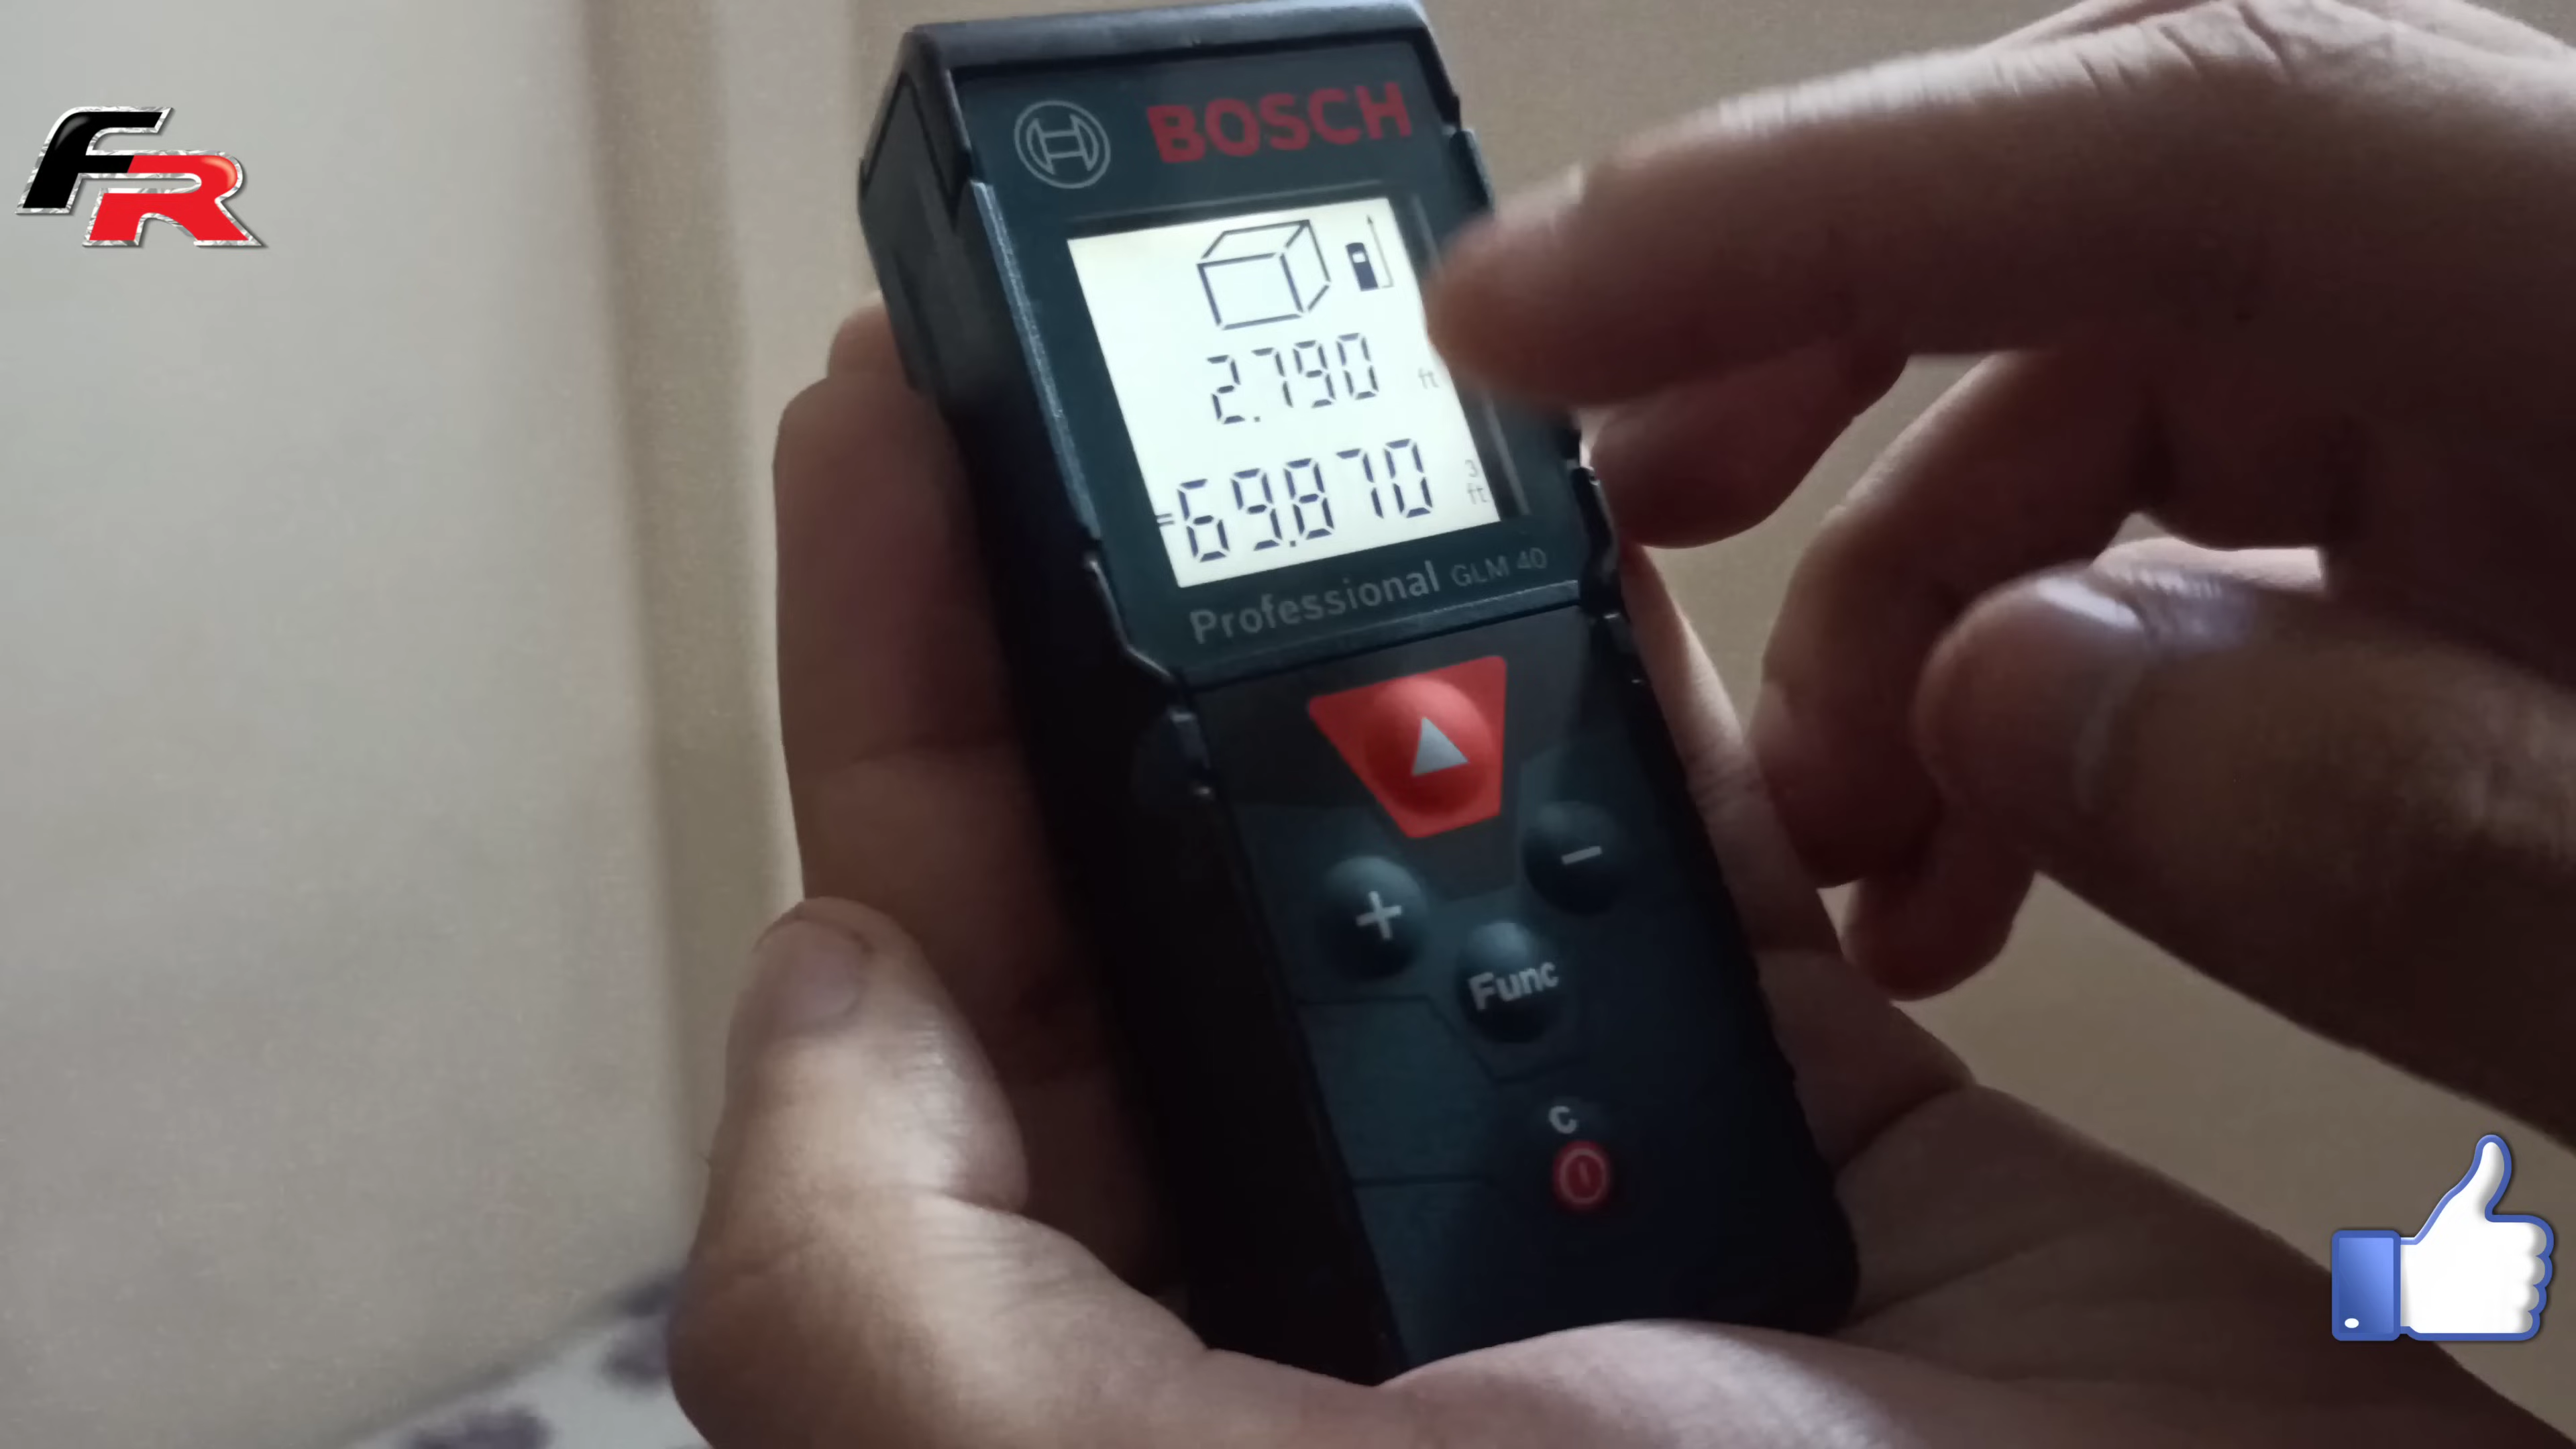 FR
BOSCH
2.790 ft
=69.870 ft3
Professional GLM 40
+
-
Func
C